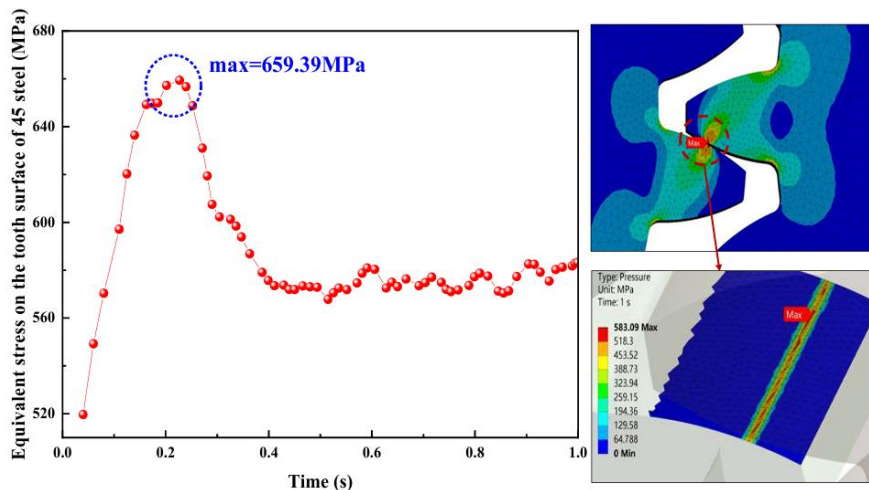 680
640
600
560
520
0.0 0.2 0.4 0.6 0.8 1.0
Equivalent stress on the tooth surface of 45 steel (MPa)
Time (s)
max=659.39MPa
Max
Type: Pressure
Unit: MPa
Time: 1 s
583.09 Max
518.3
453.52
388.73
323.94
259.15
194.36
129.58
64.788
0 Min
Max